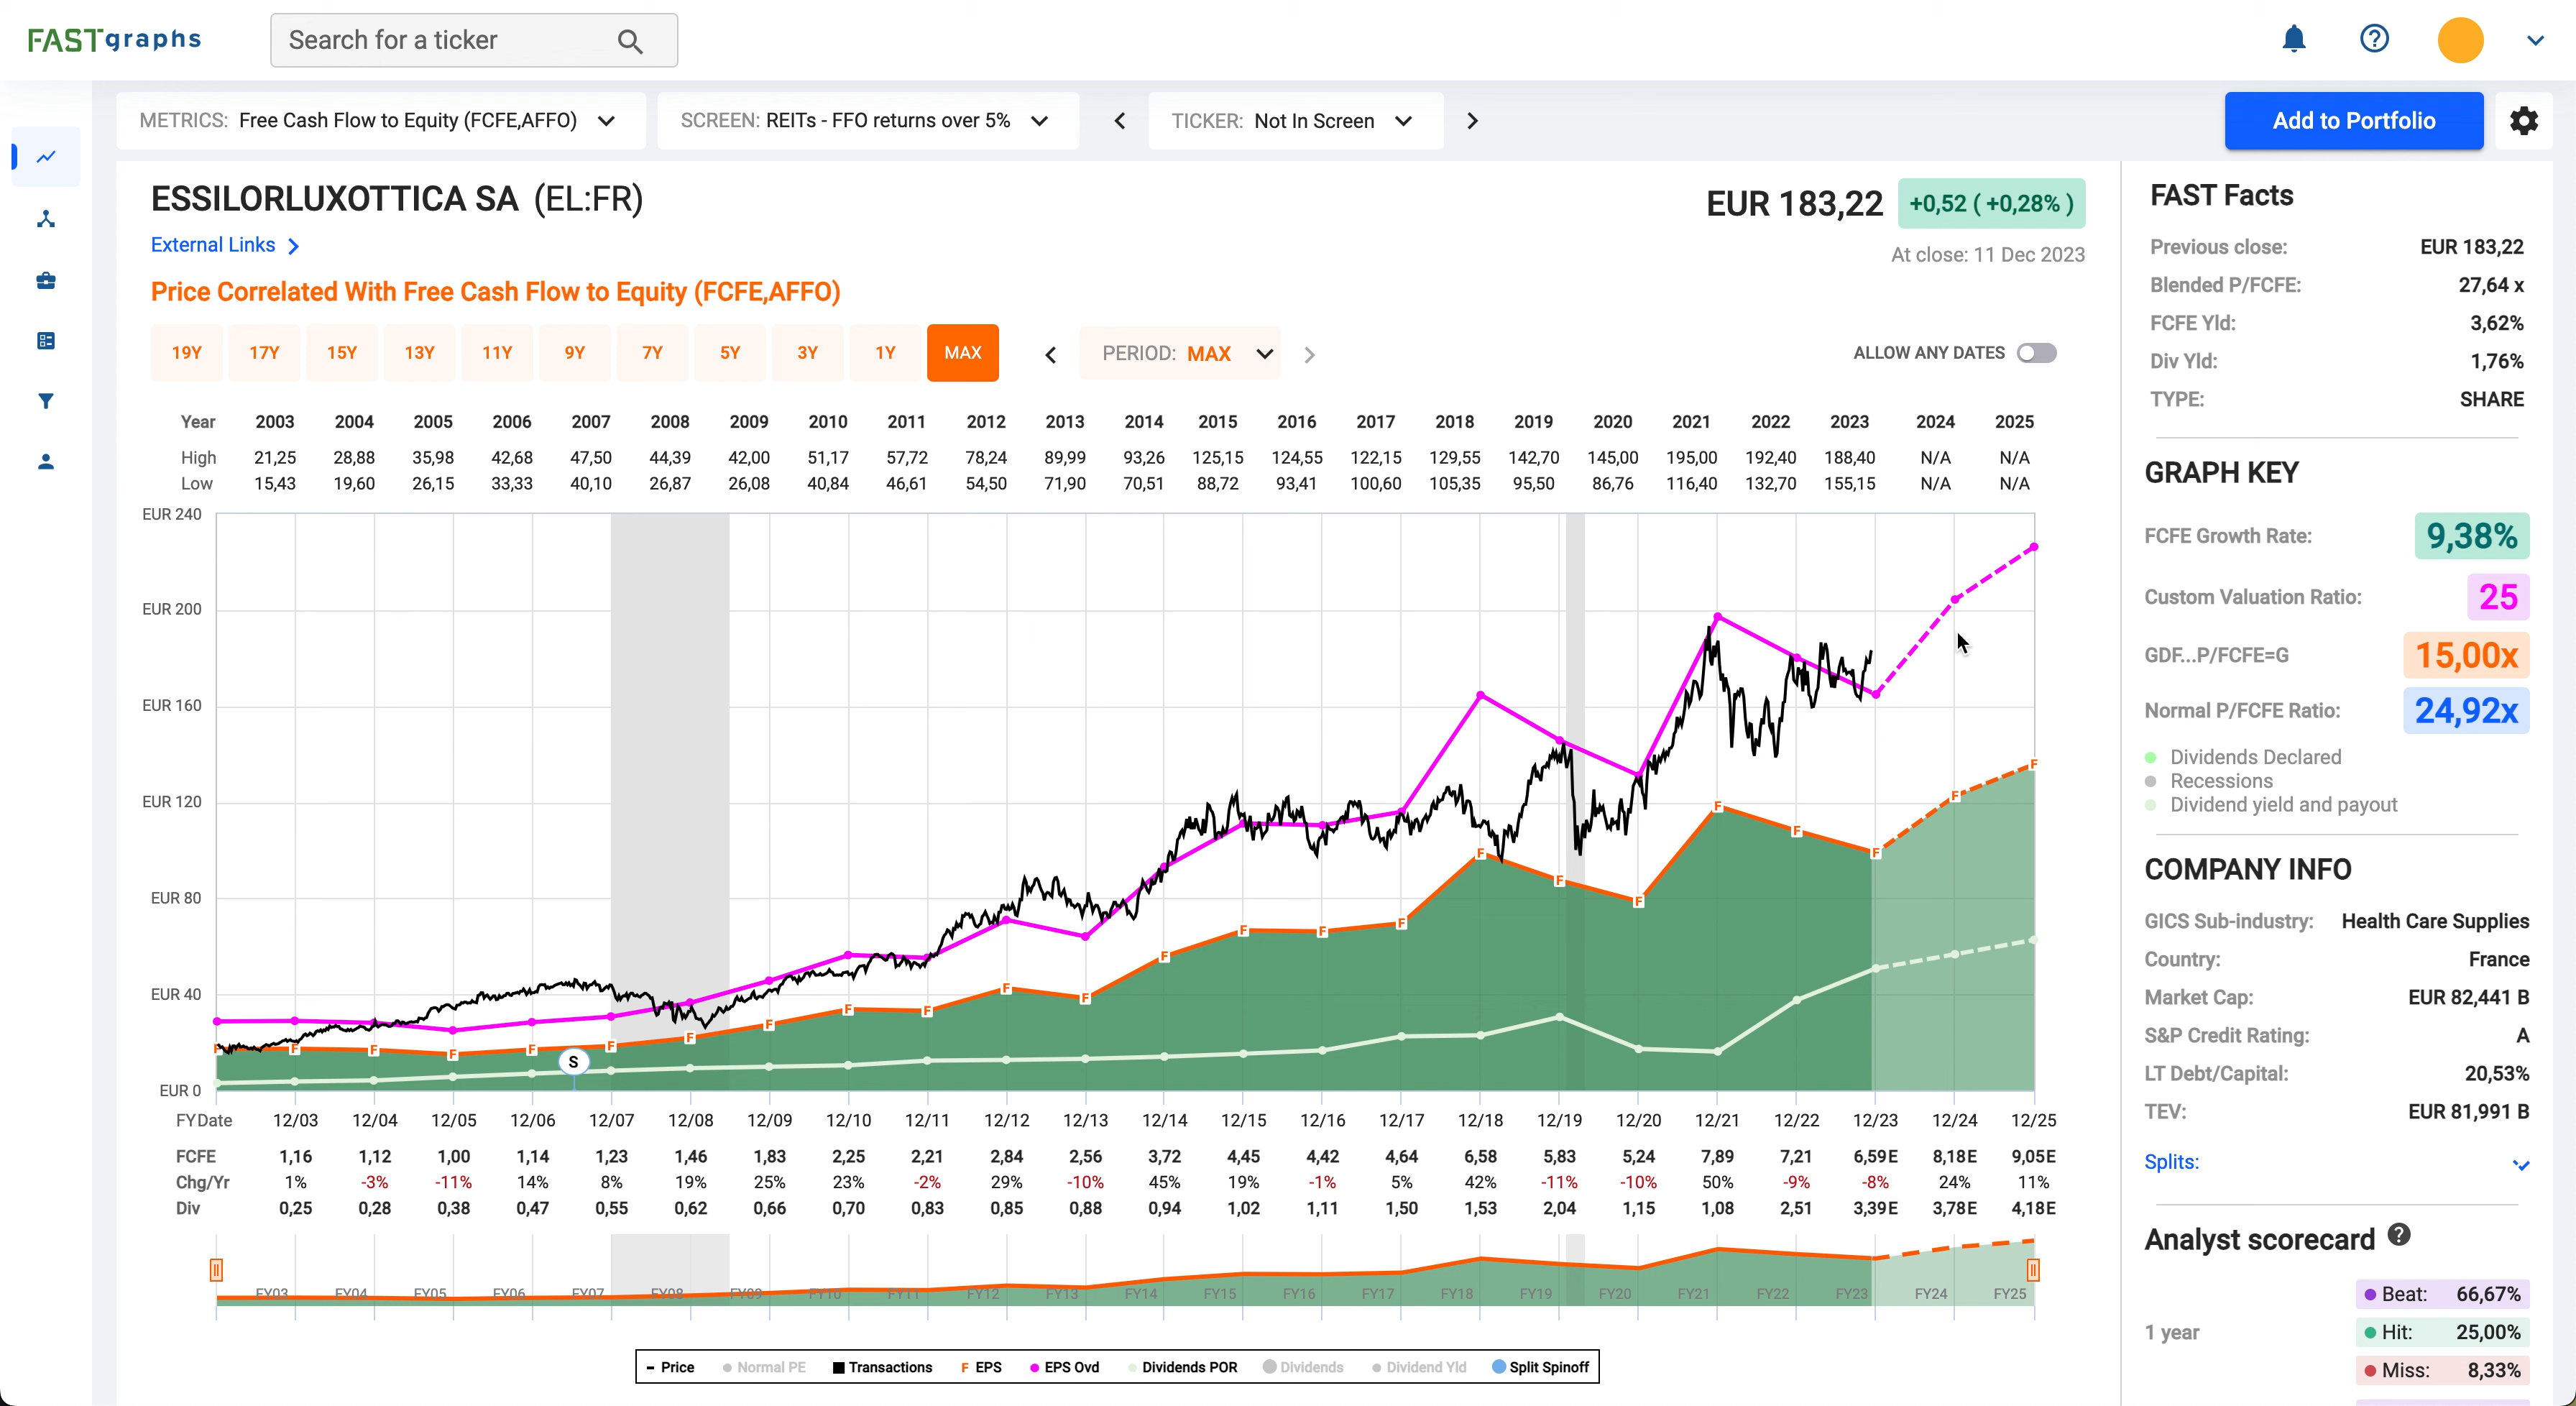 FASTgraphs
Search for a ticker
METRICS: Free Cash Flow to Equity (FCFE,AFFO)
SCREEN: REITs - FFO returns over 5%
TICKER: Not In Screen
Add to Portfolio
ESSILORLUXOTTICA SA (EL:FR)
EUR 183,22 +0,52 ( +0,28% )
External Links
At close: 11 Dec 2023
Price Correlated With Free Cash Flow to Equity (FCFE,AFFO)
19Y 17Y 15Y 13Y 11Y 9Y 7Y 5Y 3Y 1Y MAX
PERIOD: MAX
ALLOW ANY DATES
Year 2003 2004 2005 2006 2007 2008 2009 2010 2011 2012 2013 2014 2015 2016 2017 2018 2019 2020 2021 2022 2023 2024 2025
High 21,25 28,88 35,98 42,68 47,50 44,39 42,00 51,17 57,72 78,24 89,99 93,26 125,15 124,55 122,15 129,55 142,70 145,00 195,00 192,40 188,40 N/A N/A
Low 15,43 19,60 26,15 33,33 40,10 26,87 26,08 40,84 46,61 54,50 71,90 70,51 88,72 93,41 100,60 105,35 95,50 86,76 116,40 132,70 155,15 N/A N/A
EUR 240
EUR 200
EUR 160
EUR 120
EUR 80
EUR 40
EUR 0
F F F F F F F F F F F F F F F F F F F F F F F F
S
FYDate 12/03 12/04 12/05 12/06 12/07 12/08 12/09 12/10 12/11 12/12 12/13 12/14 12/15 12/16 12/17 12/18 12/19 12/20 12/21 12/22 12/23 12/24 12/25
FCFE 1,16 1,12 1,00 1,14 1,23 1,46 1,83 2,25 2,21 2,84 2,56 3,72 4,45 4,42 4,64 6,58 5,83 5,24 7,89 7,21 6,59E 8,18E 9,05E
Chg/Yr 1% -3% -11% 14% 8% 19% 25% 23% -2% 29% -10% 45% 19% -1% 5% 42% -11% -10% 50% -9% -8% 24% 11%
Div 0,25 0,28 0,38 0,47 0,55 0,62 0,66 0,70 0,83 0,85 0,88 0,94 1,02 1,11 1,50 1,53 2,04 1,15 1,08 2,51 3,39E 3,78E 4,18E
FY03 FY04 FY05 FY06 FY07 FY08 FY09 FY10 FY11 FY12 FY13 FY14 FY15 FY16 FY17 FY18 FY19 FY20 FY21 FY22 FY23 FY24 FY25
Price Normal PE Transactions F EPS EPS Ovd Dividends POR Dividends Dividend Yld Split Spinoff
FAST Facts
Previous close: EUR 183,22
Blended P/FCFE: 27,64 x
FCFE Yld: 3,62%
Div Yld: 1,76%
TYPE: SHARE
GRAPH KEY
FCFE Growth Rate: 9,38%
Custom Valuation Ratio: 25
GDF...P/FCFE=G 15,00x
Normal P/FCFE Ratio: 24,92x
Dividends Declared
Recessions
Dividend yield and payout
COMPANY INFO
GICS Sub-industry: Health Care Supplies
Country: France
Market Cap: EUR 82,441 B
S&P Credit Rating: A
LT Debt/Capital: 20,53%
TEV: EUR 81,991 B
Splits:
Analyst scorecard ?
Beat: 66,67%
1 year Hit: 25,00%
Miss: 8,33%